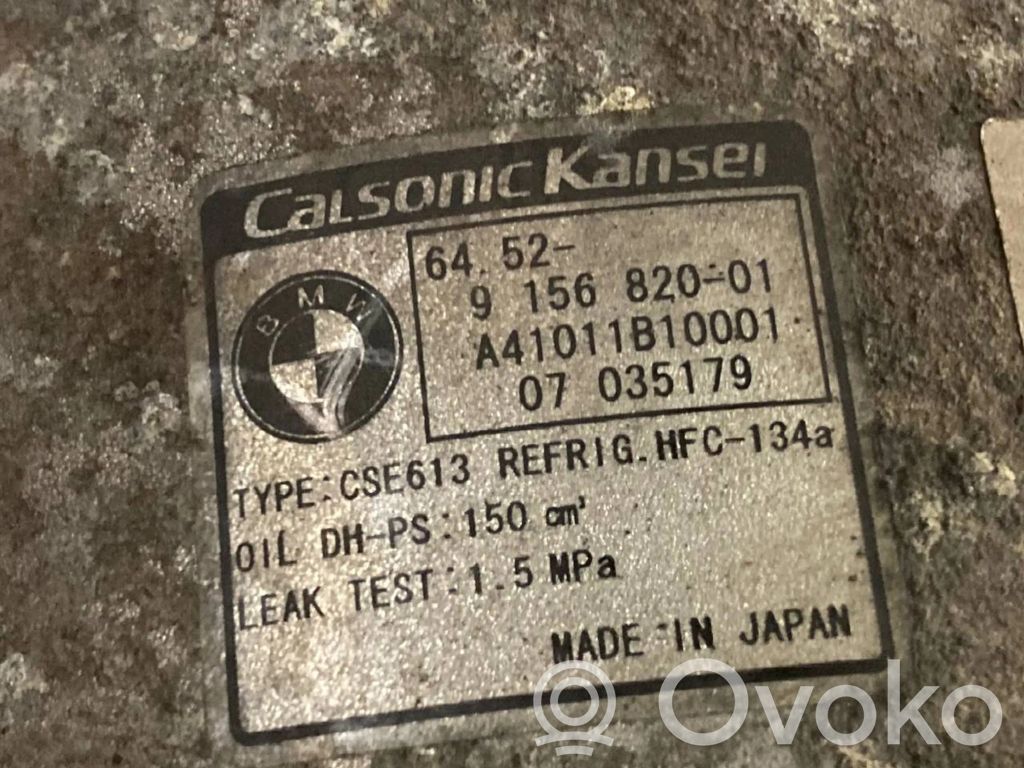 CALSONIC KANSEI
BMW
64.52-
9 156 820-01
A41011B10001
07 035179
TYPE:CSE613 REFRIG.HFC-134a
OIL DH-PS:150 cm³
LEAK TEST:1.5 MPa
MADE IN JAPAN
Ovoko